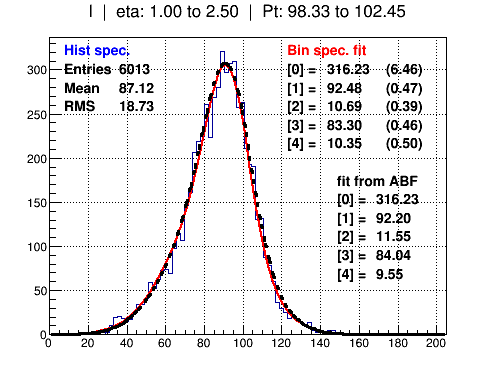 I | eta: 1.00 to 2.50 | Pt: 98.33 to 102.45
Hist spec.
Entries 6013
Mean 87.12
RMS 18.73
Bin spec. fit
[0] = 316.23 (6.46)
[1] = 92.48 (0.47)
[2] = 10.69 (0.39)
[3] = 83.30 (0.46)
[4] = 10.35 (0.50)
fit from ABF
[0] = 316.23
[1] = 92.20
[2] = 11.55
[3] = 84.04
[4] = 9.55
300
250
200
150
100
50
0
0 20 40 60 80 100 120 140 160 180 200